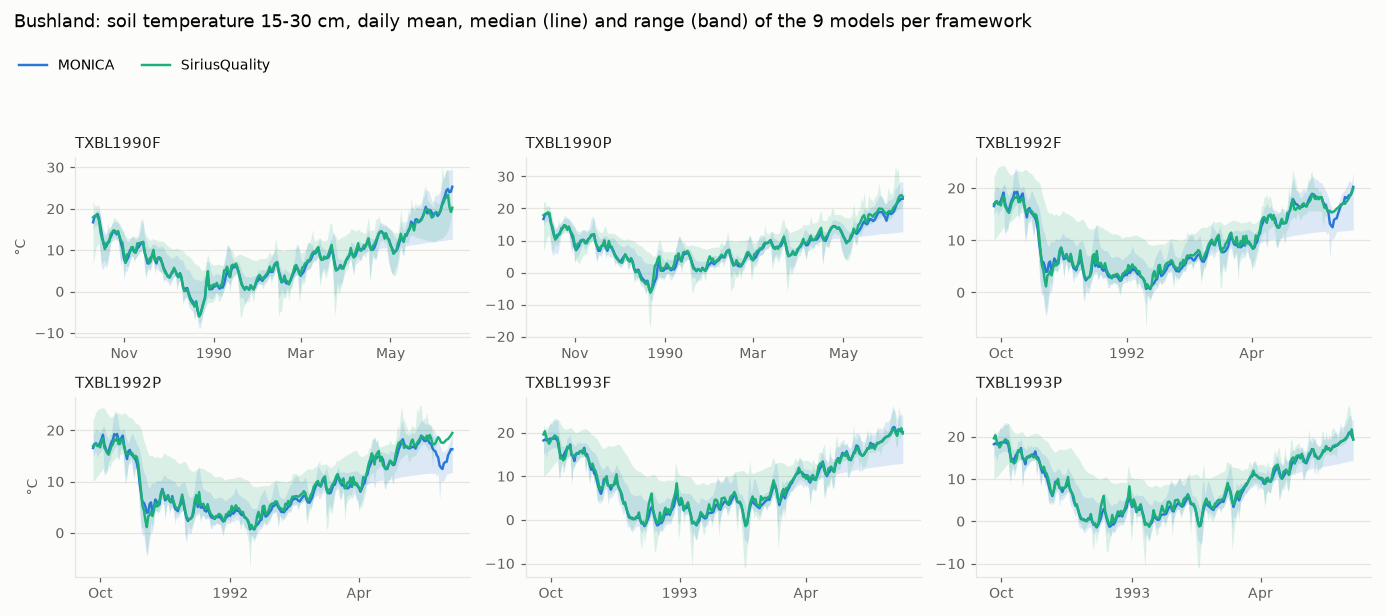 Bushland: soil temperature 15-30 cm, daily mean, median (line) and range (band) of the 9 models per framework
MONICA SiriusQuality
TXBL1990F TXBL1990P TXBL1992F
30
20
10
0
−10
°C
Nov 1990 Mar May
30
20
10
0
−10
−20
Nov 1990 Mar May
20
10
0
Oct 1992 Apr
TXBL1992P TXBL1993F TXBL1993P
20
10
0
°C
Oct 1992 Apr
20
10
0
−10
Oct 1993 Apr
20
10
0
−10
Oct 1993 Apr